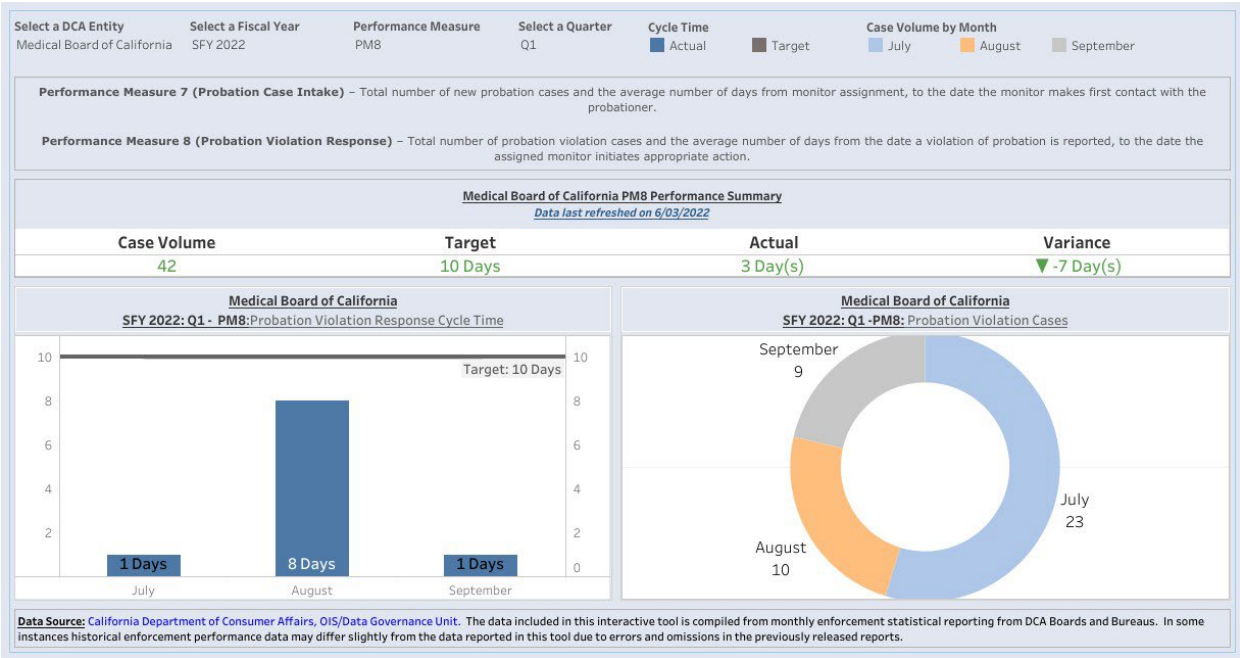 Select a DCA Entity
Select a Fiscal Year
Performance Measure
Select a Quarter
Cycle Time
Case Volume by Month
Medical Board of California
SFY 2022
PM8
Q1
Actual
Target
July
August
September
Performance Measure 7 (Probation Case Intake) – Total number of new probation cases and the average number of days from monitor assignment, to the date the monitor makes first contact with the
probationer.
Performance Measure 8 (Probation Violation Response) – Total number of probation violation cases and the average number of days from the date a violation of probation is reported, to the date the
assigned monitor initiates appropriate action.
Medical Board of California PM8 Performance Summary
Data last refreshed on 6/03/2022
Case Volume
Target
Actual
Variance
42
10 Days
3 Day(s)
▼ -7 Day(s)
Medical Board of California
SFY 2022: Q1 - PM8:Probation Violation Response Cycle Time
10
8
6
4
2
10
8
6
4
2
0
Target: 10 Days
1 Days
8 Days
1 Days
July
August
September
Medical Board of California
SFY 2022: Q1 -PM8: Probation Violation Cases
September
9
July
23
August
10
Data Source: California Department of Consumer Affairs, OIS/Data Governance Unit. The data included in this interactive tool is compiled from monthly enforcement statistical reporting from DCA Boards and Bureaus. In some
instances historical enforcement performance data may differ slightly from the data reported in this tool due to errors and omissions in the previously released reports.